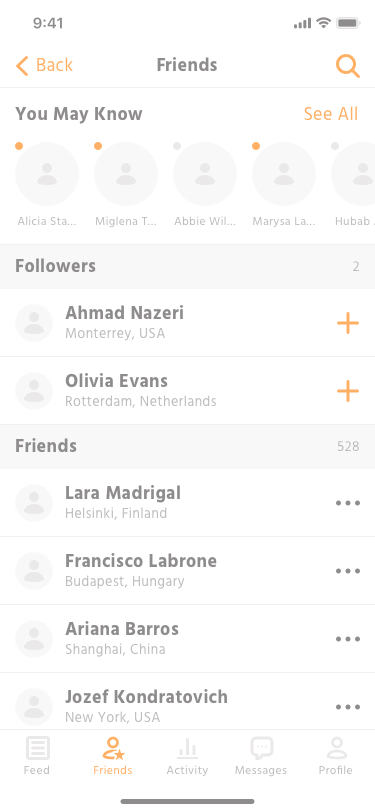 9:41
Back
Friends
You May Know
See All
Alicia Sta...
Miglena T...
Abbie Wil...
Marysa La...
Hubab
Followers
2
Ahmad Nazeri
Monterrey, USA
Olivia Evans
Rotterdam, Netherlands
Friends
528
Lara Madrigal
Helsinki, Finland
Francisco Labrone
Budapest, Hungary
Ariana Barros
Shanghai, China
Jozef Kondratovich
New York, USA
Feed
Friends
Activity
Messages
Profile